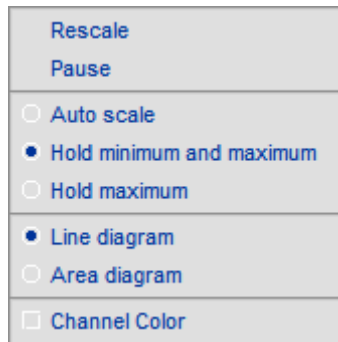 Rescale
Pause
Auto scale
Hold minimum and maximum
Hold maximum
Line diagram
Area diagram
Channel Color